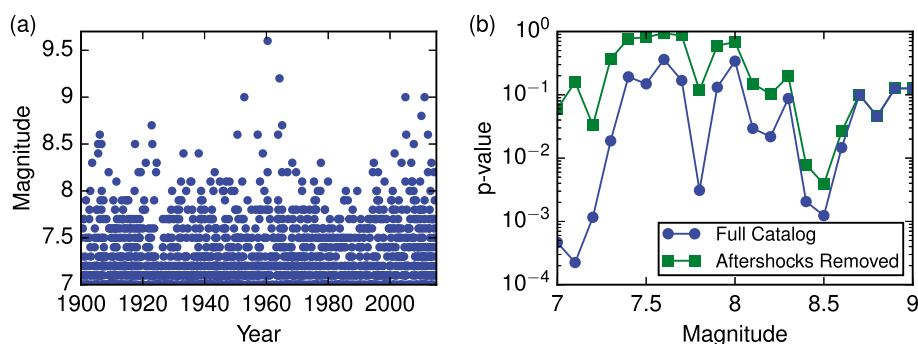 (a)
9.5
9
8.5
8
7.5
7
Magnitude
1900 1920 1940 1960 1980 2000
Year
(b)
10^0
10^-1
10^-2
10^-3
10^-4
p-value
Full Catalog
Aftershocks Removed
7 7.5 8 8.5 9
Magnitude